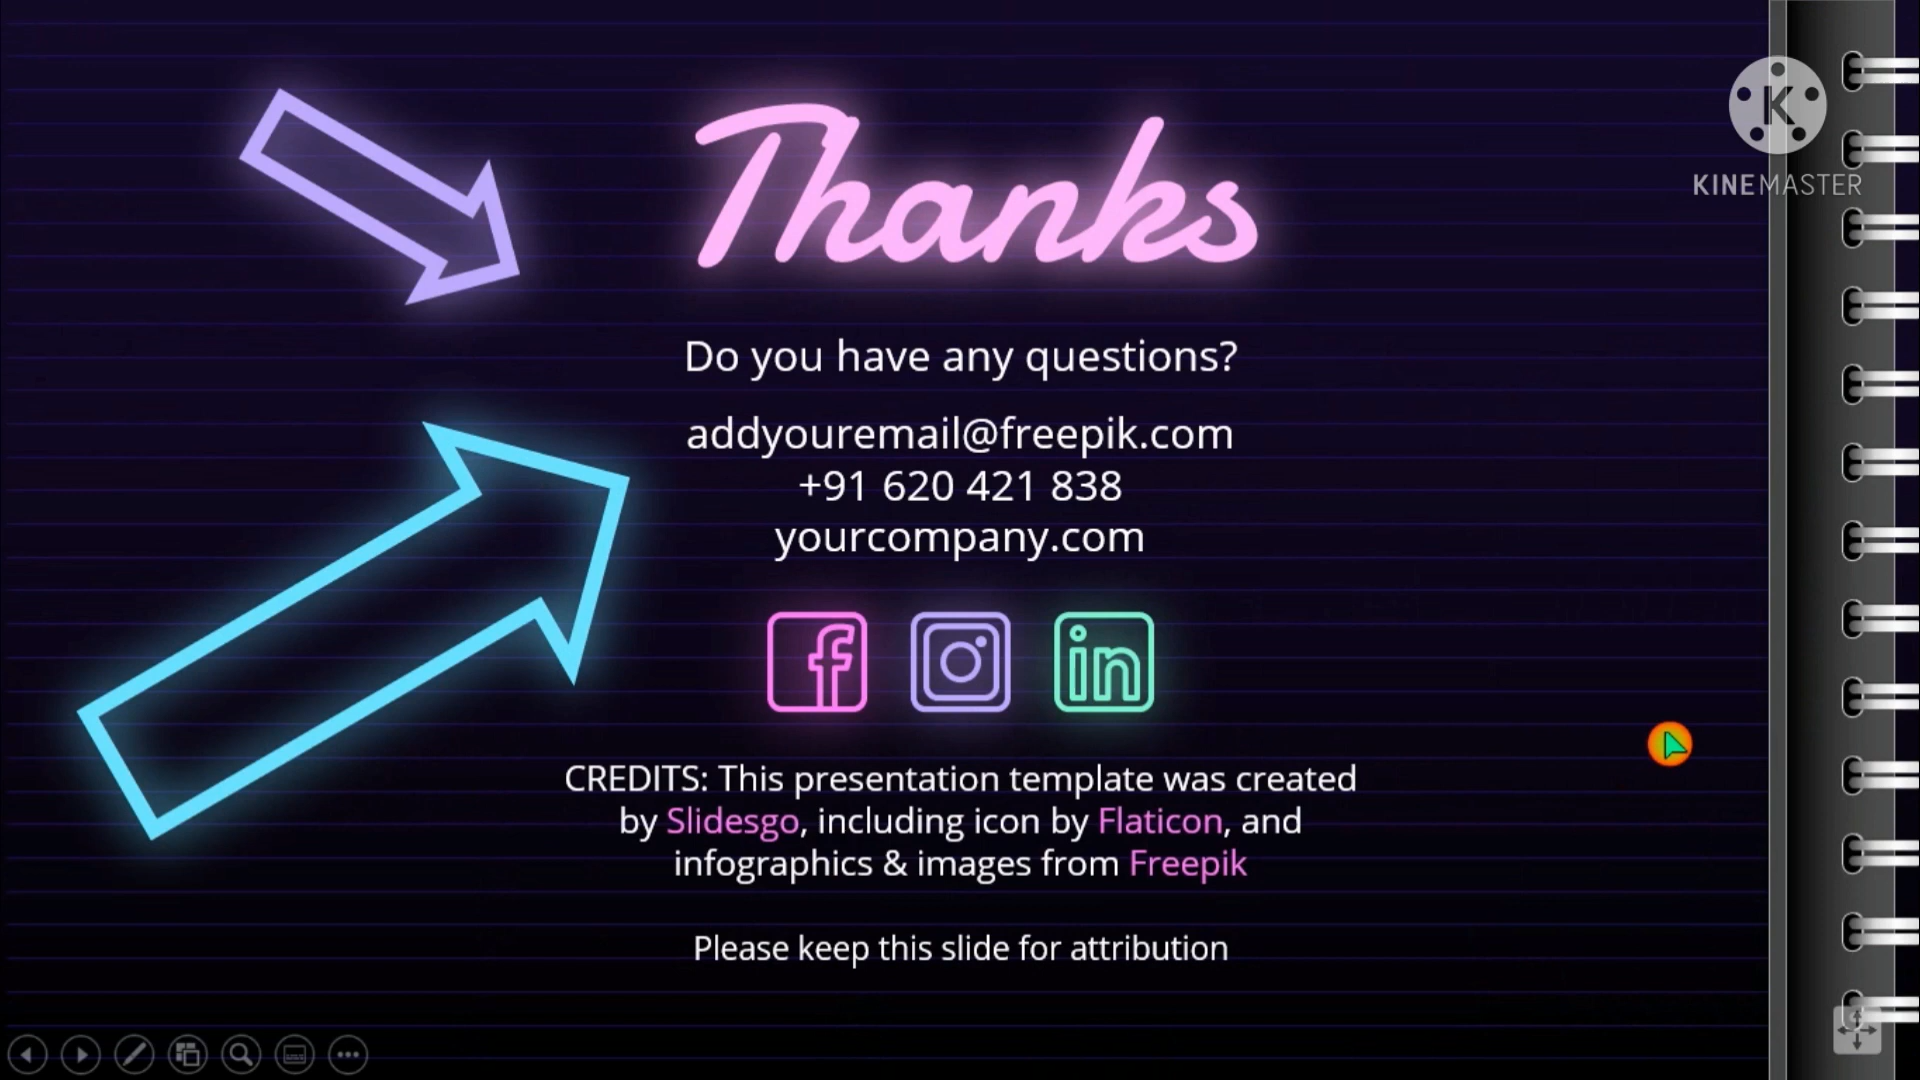 Thanks
K
KINEMASTER
Do you have any questions?
addyouremail@freepik.com
+91 620 421 838
yourcompany.com
f
in
CREDITS: This presentation template was created
by Slidesgo, including icon by Flaticon, and
infographics & images from Freepik
Please keep this slide for attribution